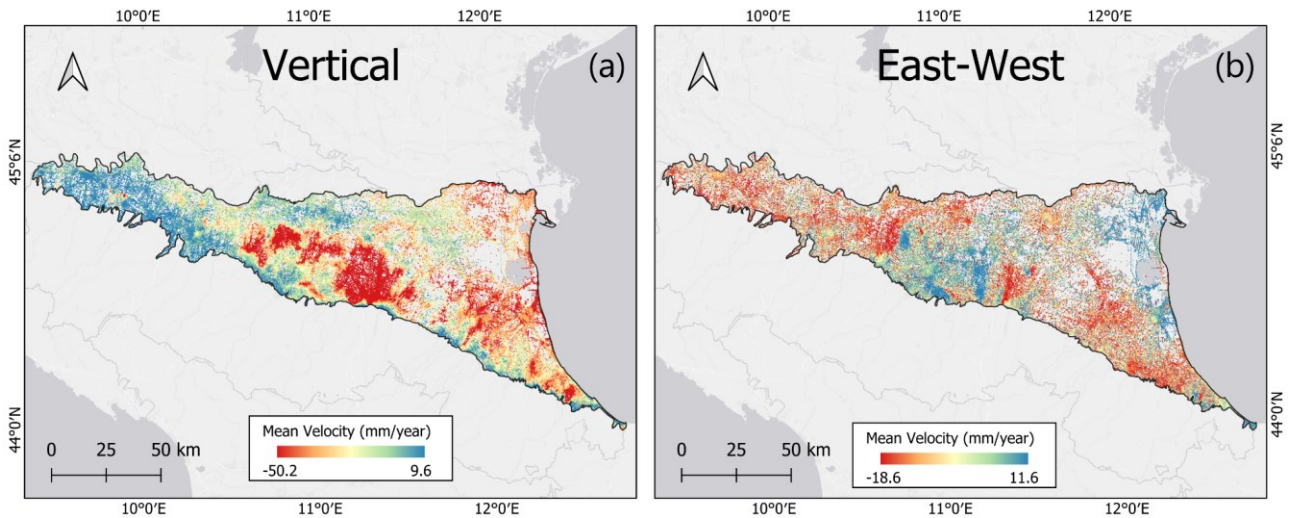 10°0'E 11°0'E 12°0'E
Vertical (a)
45°6'N
44°0'N
Mean Velocity (mm/year)
-50.2 9.6
0 25 50 km
10°0'E 11°0'E 12°0'E
10°0'E 11°0'E 12°0'E
East-West (b)
45°6'N
44°0'N
Mean Velocity (mm/year)
-18.6 11.6
0 25 50 km
10°0'E 11°0'E 12°0'E